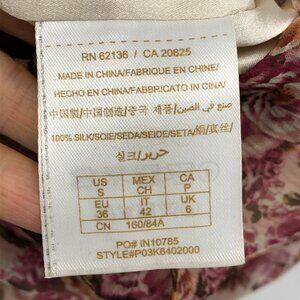 RN 62136 / CA 20625
MADE IN CHINA/FABRIQUE EN CHINE/
HECHO EN CHINA/FABBRICATO IN CINA/
中国製/中国制造/중국 제품/صنع في الصين/
100% SILK/SOIE/SEDA/SEIDE/SETA/絹/真丝/
실크/حرير
US MEX CA
S CH P
EU IT UK
36 42 6
CN 160/84A
PO# IN10785
STYLE#P03K6402000